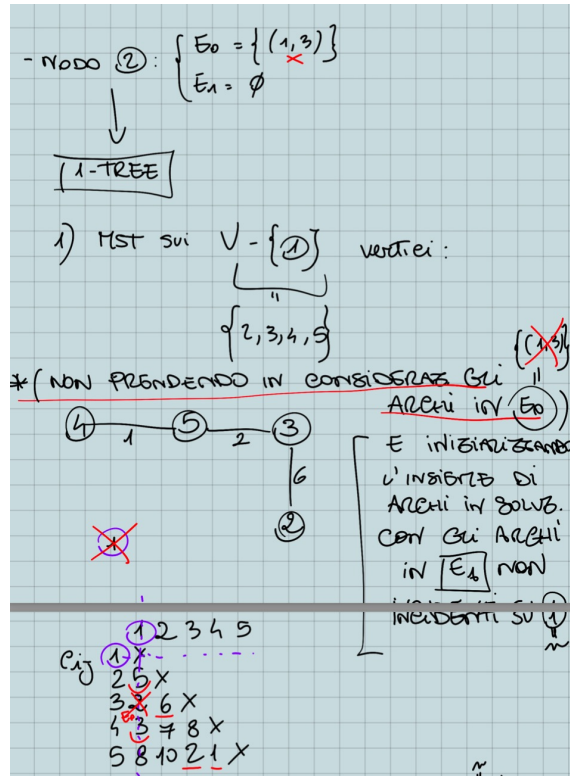 - NODO 2 : { E0 = { (1,3) }
E1 = ∅
1-TREE
1) MST sui V - {1} vertici :
"
{2,3,4,5}
{(1,3)}
"
* ( NON PRENDENDO IN CONSIDERAZ GLI
ARCHI IN E0 )
4 1 5 2 3
6
2
1
E INIZIALIZZANDO
L'INSIEME DI
ARCHI IN SOLUZ.
CON GLI ARCHI
IN E1 NON
INCIDENTI SU 1
1 2 3 4 5
Cij 1 X
2 5 X
3 6 X
E0
4 3 7 8 X
5 8 10 2 1 X